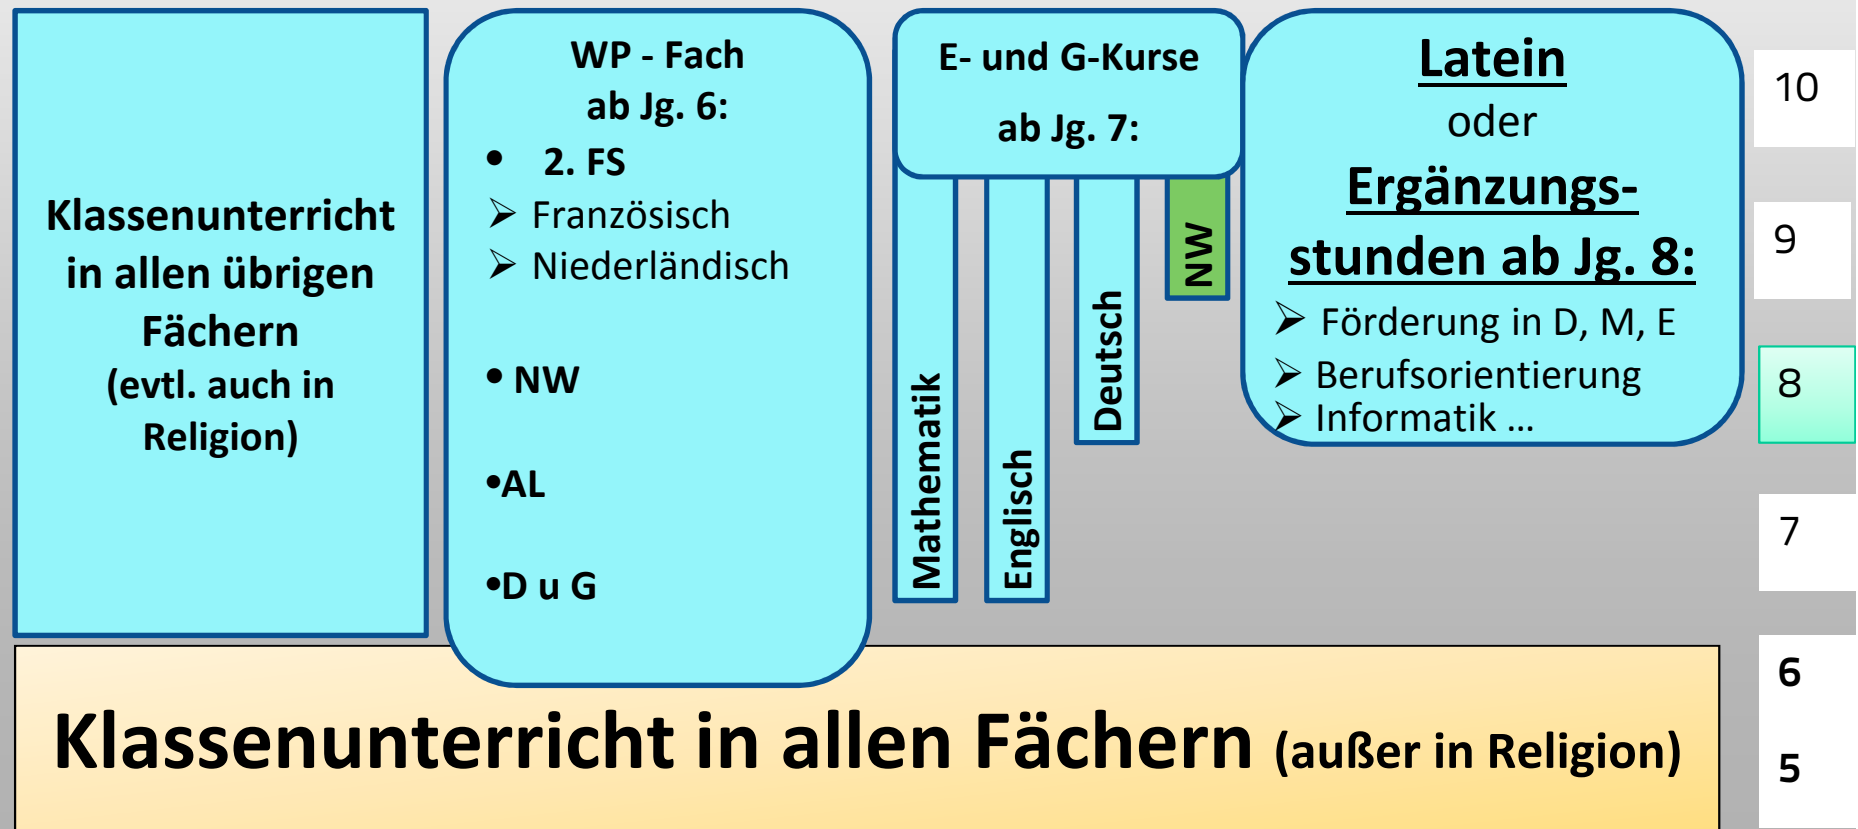 Klassenunterricht
in allen übrigen
Fächern
(evtl. auch in
Religion)
WP - Fach
ab Jg. 6:
• 2. FS
➢ Französisch
➢ Niederländisch
• NW
•AL
•D u G
E- und G-Kurse
ab Jg. 7:
Mathematik
Englisch
Deutsch
NW
Latein
oder
Ergänzungs-
stunden ab Jg. 8:
➢ Förderung in D, M, E
➢ Berufsorientierung
➢ Informatik ...
10
9
8
7
6
5
Klassenunterricht in allen Fächern (außer in Religion)